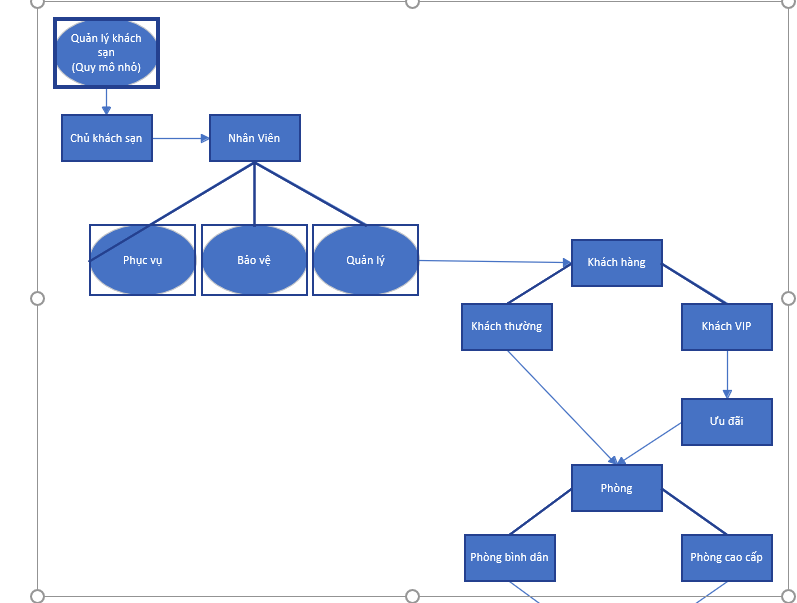 Quản lý khách
sạn
(Quy mô nhỏ)
Chủ khách sạn
Nhân Viên
Phục vụ
Bảo vệ
Quản lý
Khách hàng
Khách thường
Khách VIP
Ưu đãi
Phòng
Phòng bình dân
Phòng cao cấp